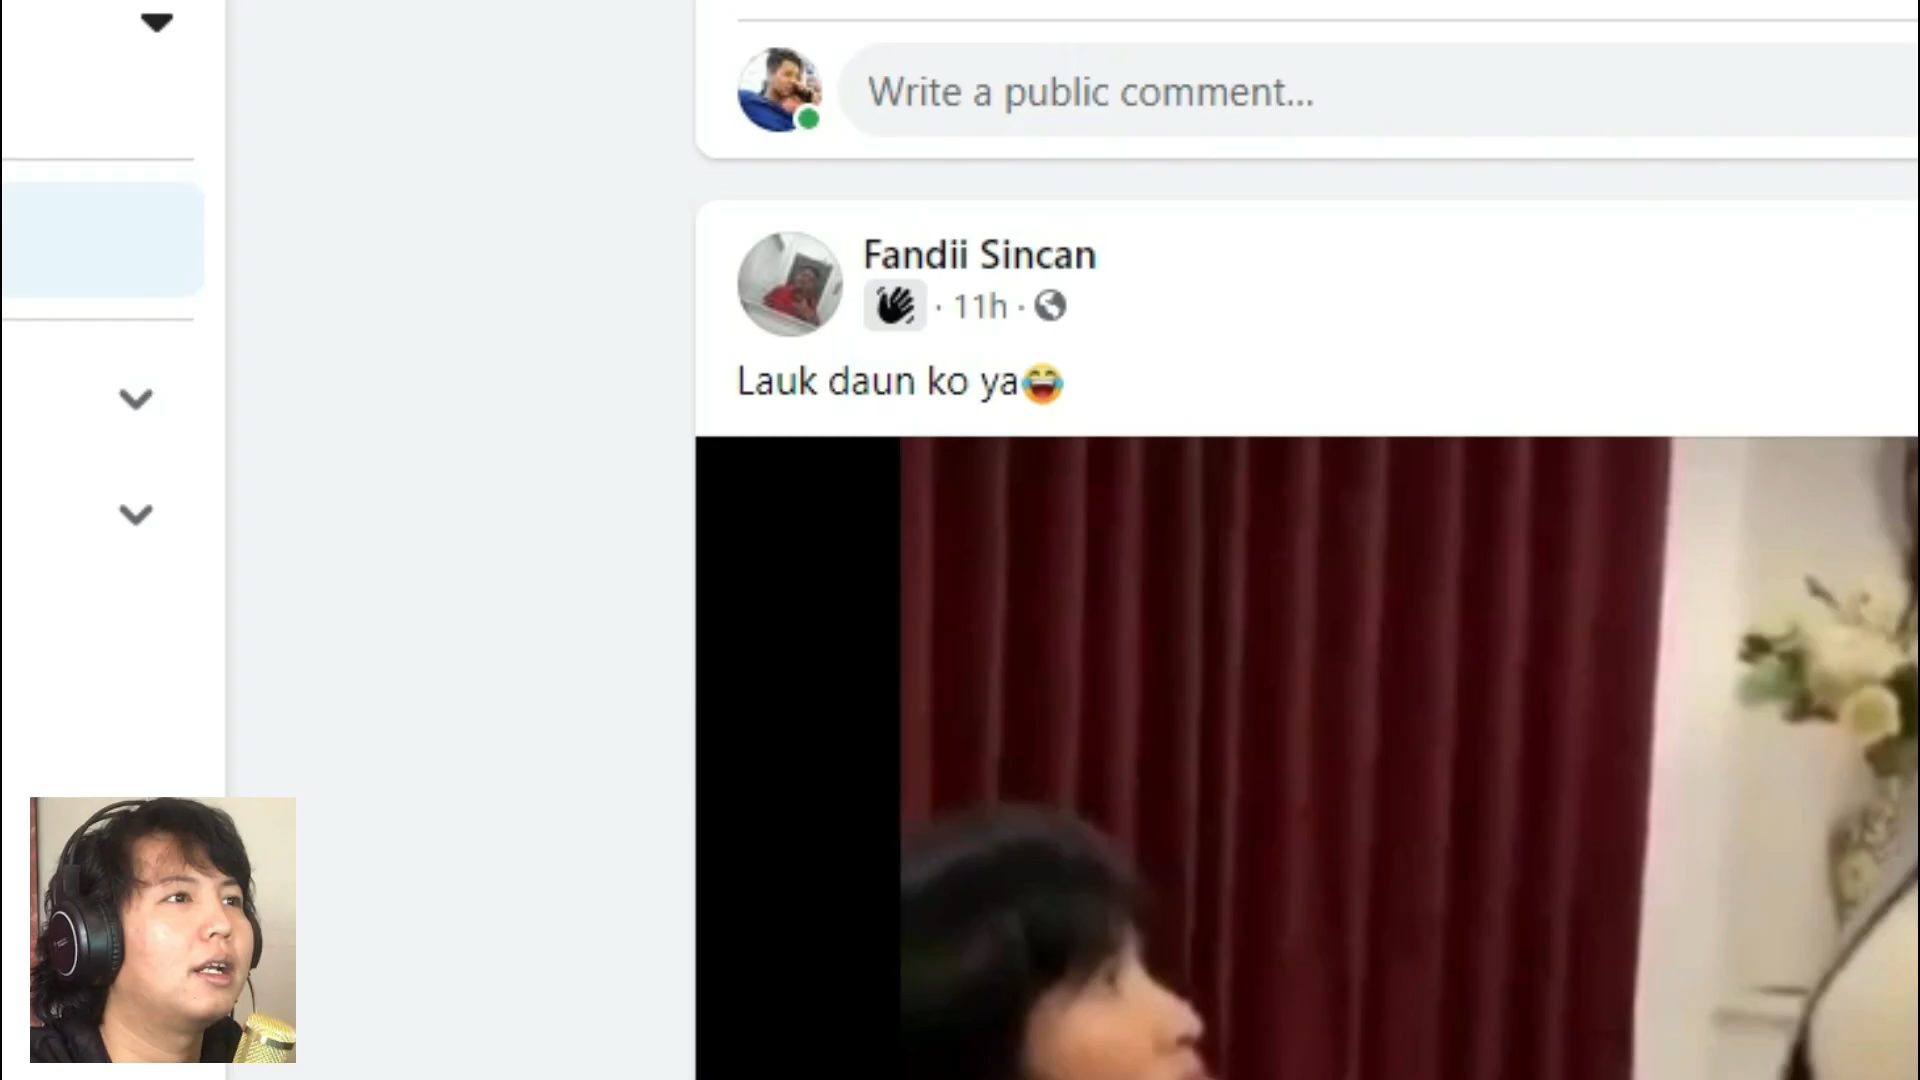 Write a public comment...
Fandii Sincan
· 11h ·
Lauk daun ko ya😂